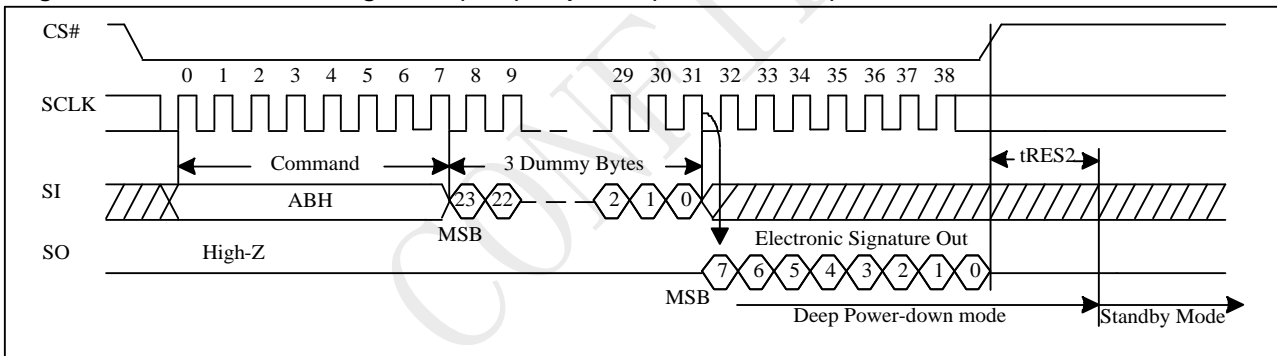 CS#
0 1 2 3 4 5 6 7 8 9 29 30 31 32 33 34 35 36 37 38
SCLK
Command 3 Dummy Bytes tRES2
SI ABH 23 22 2 1 0
MSB
SO High-Z Electronic Signature Out
7 6 5 4 3 2 1 0
MSB
Deep Power-down mode Standby Mode